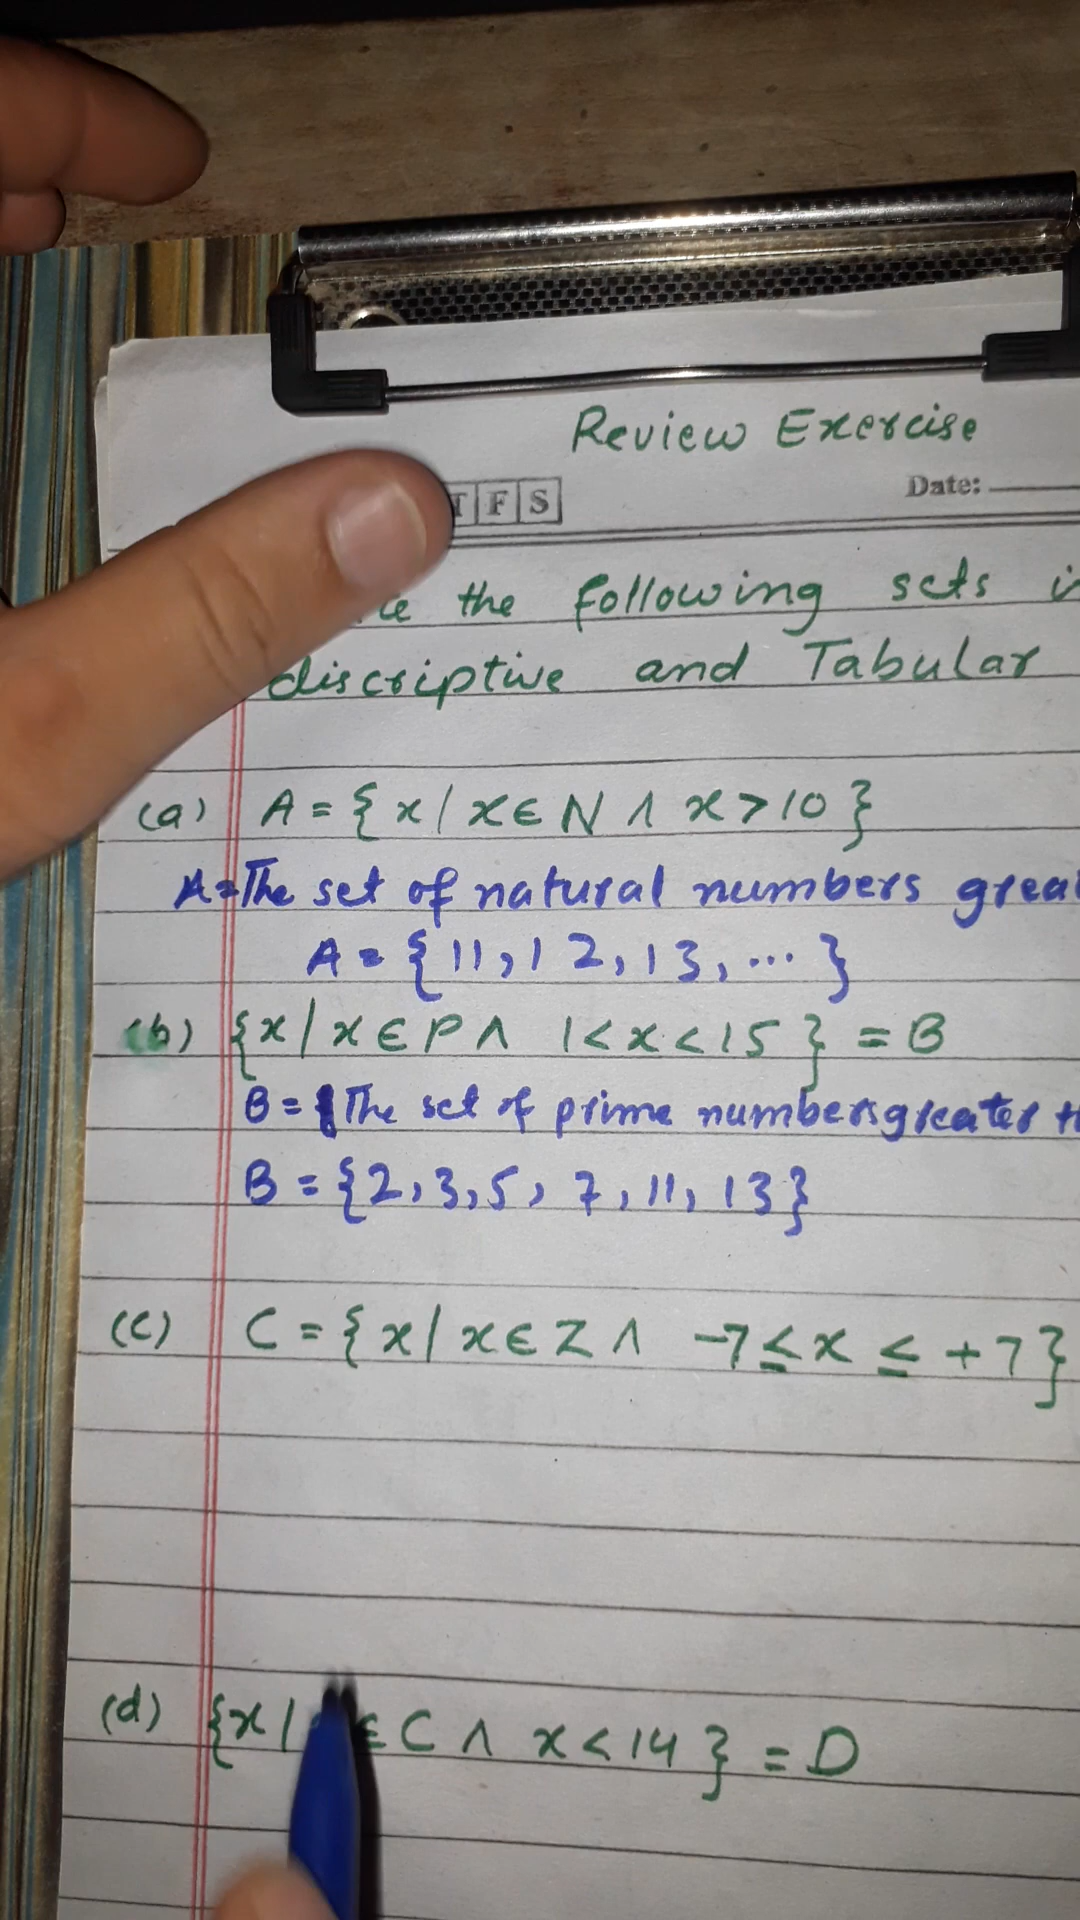 Review Exercise
F S
Date:
the following sets
discriptive and Tabular
(a) A = { x / x ∈ N ∧ x > 10 }
A = The set of natural numbers
A = { 11, 12, 13, ... }
(b) { x / x ∈ P ∧ 1 < x < 15 } = B
B = The set of prime numbers greater
B = { 2, 3, 5, 7, 11, 13 }
(c) C = { x / x ∈ Z ∧ -7 ≤ x ≤ +7 }
(d) { x / ∈ C ∧ x < 14 } = D